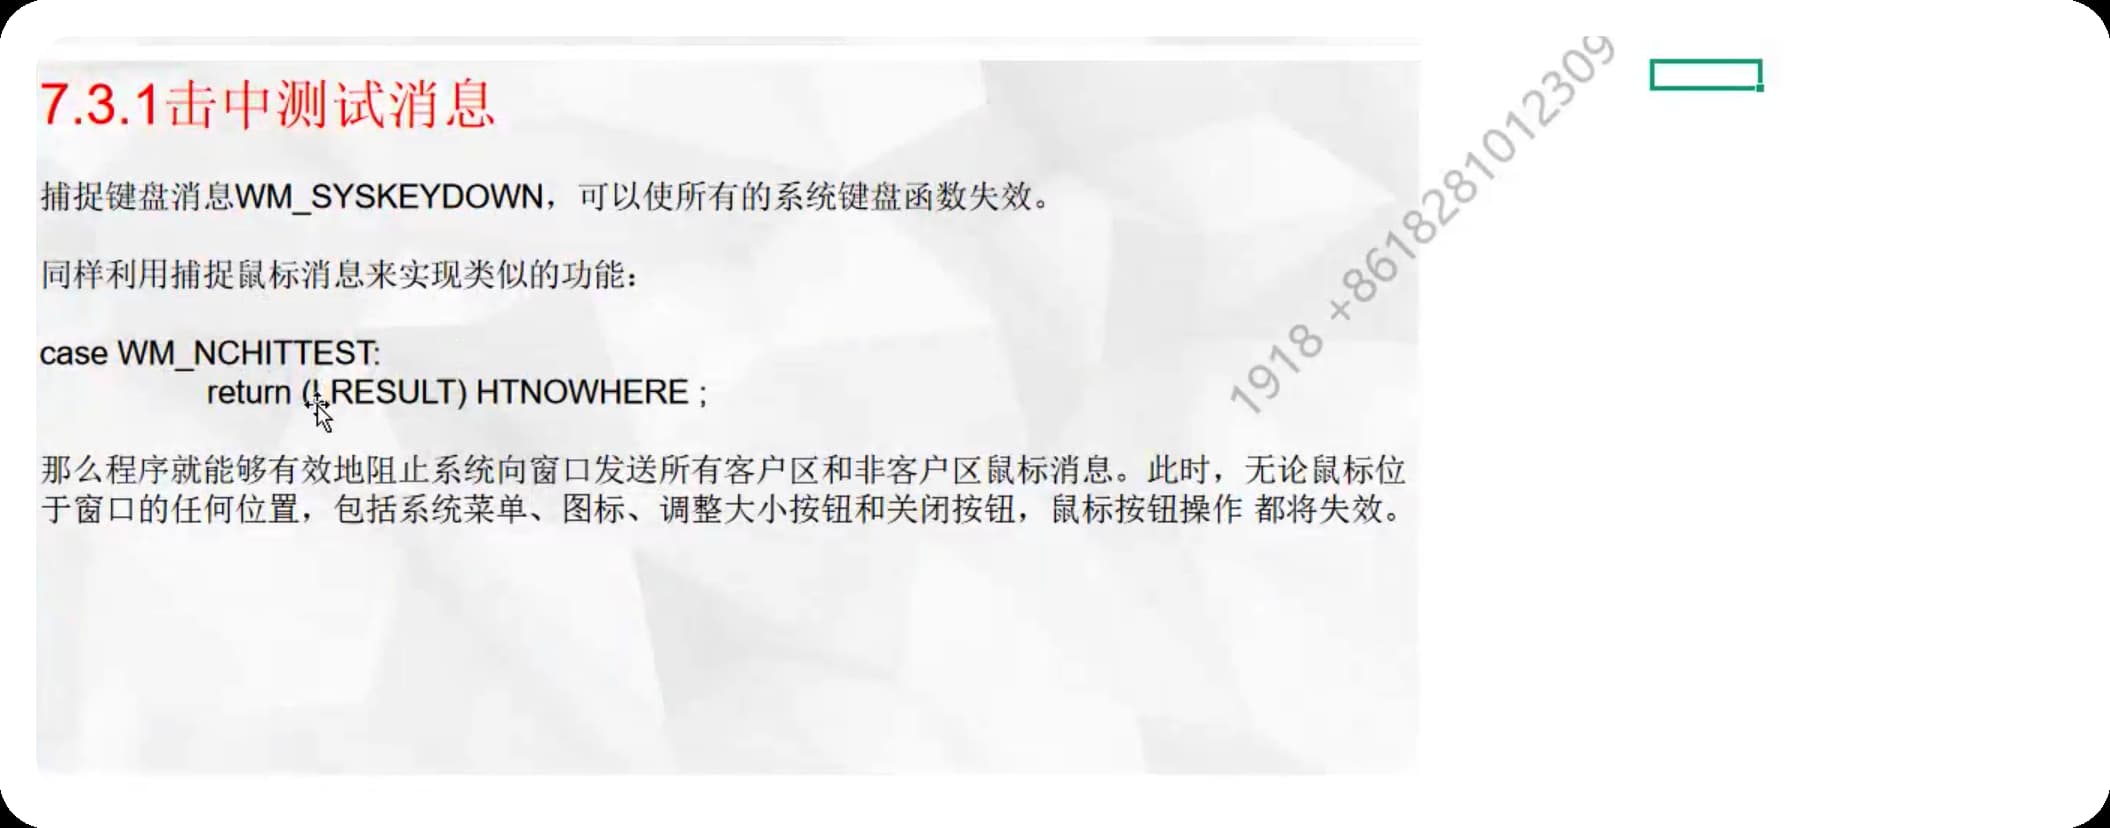 7.3.1击中测试消息
捕捉键盘消息WM_SYSKEYDOWN，可以使所有的系统键盘函数失效。
同样利用捕捉鼠标消息来实现类似的功能：
case WM_NCHITTEST:
return (LRESULT) HTNOWHERE ;
那么程序就能够有效地阻止系统向窗口发送所有客户区和非客户区鼠标消息。此时，无论鼠标位
于窗口的任何位置，包括系统菜单、图标、调整大小按钮和关闭按钮，鼠标按钮操作 都将失效。
1918 +8618281012309